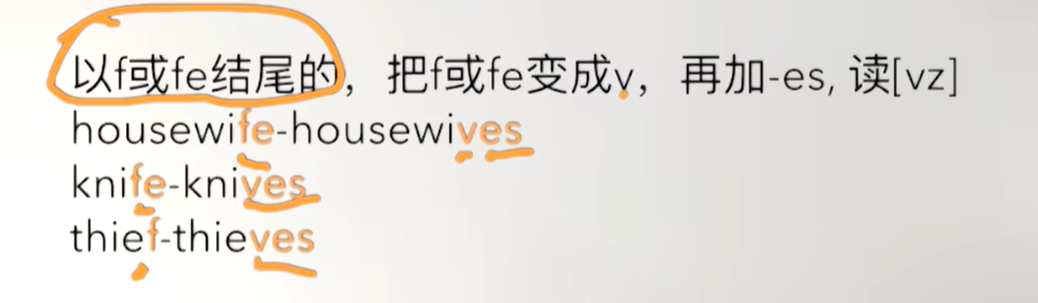 以f或fe结尾的，把f或fe变成v，再加-es, 读[vz]
housewife-housewives
knife-knives
thief-thieves